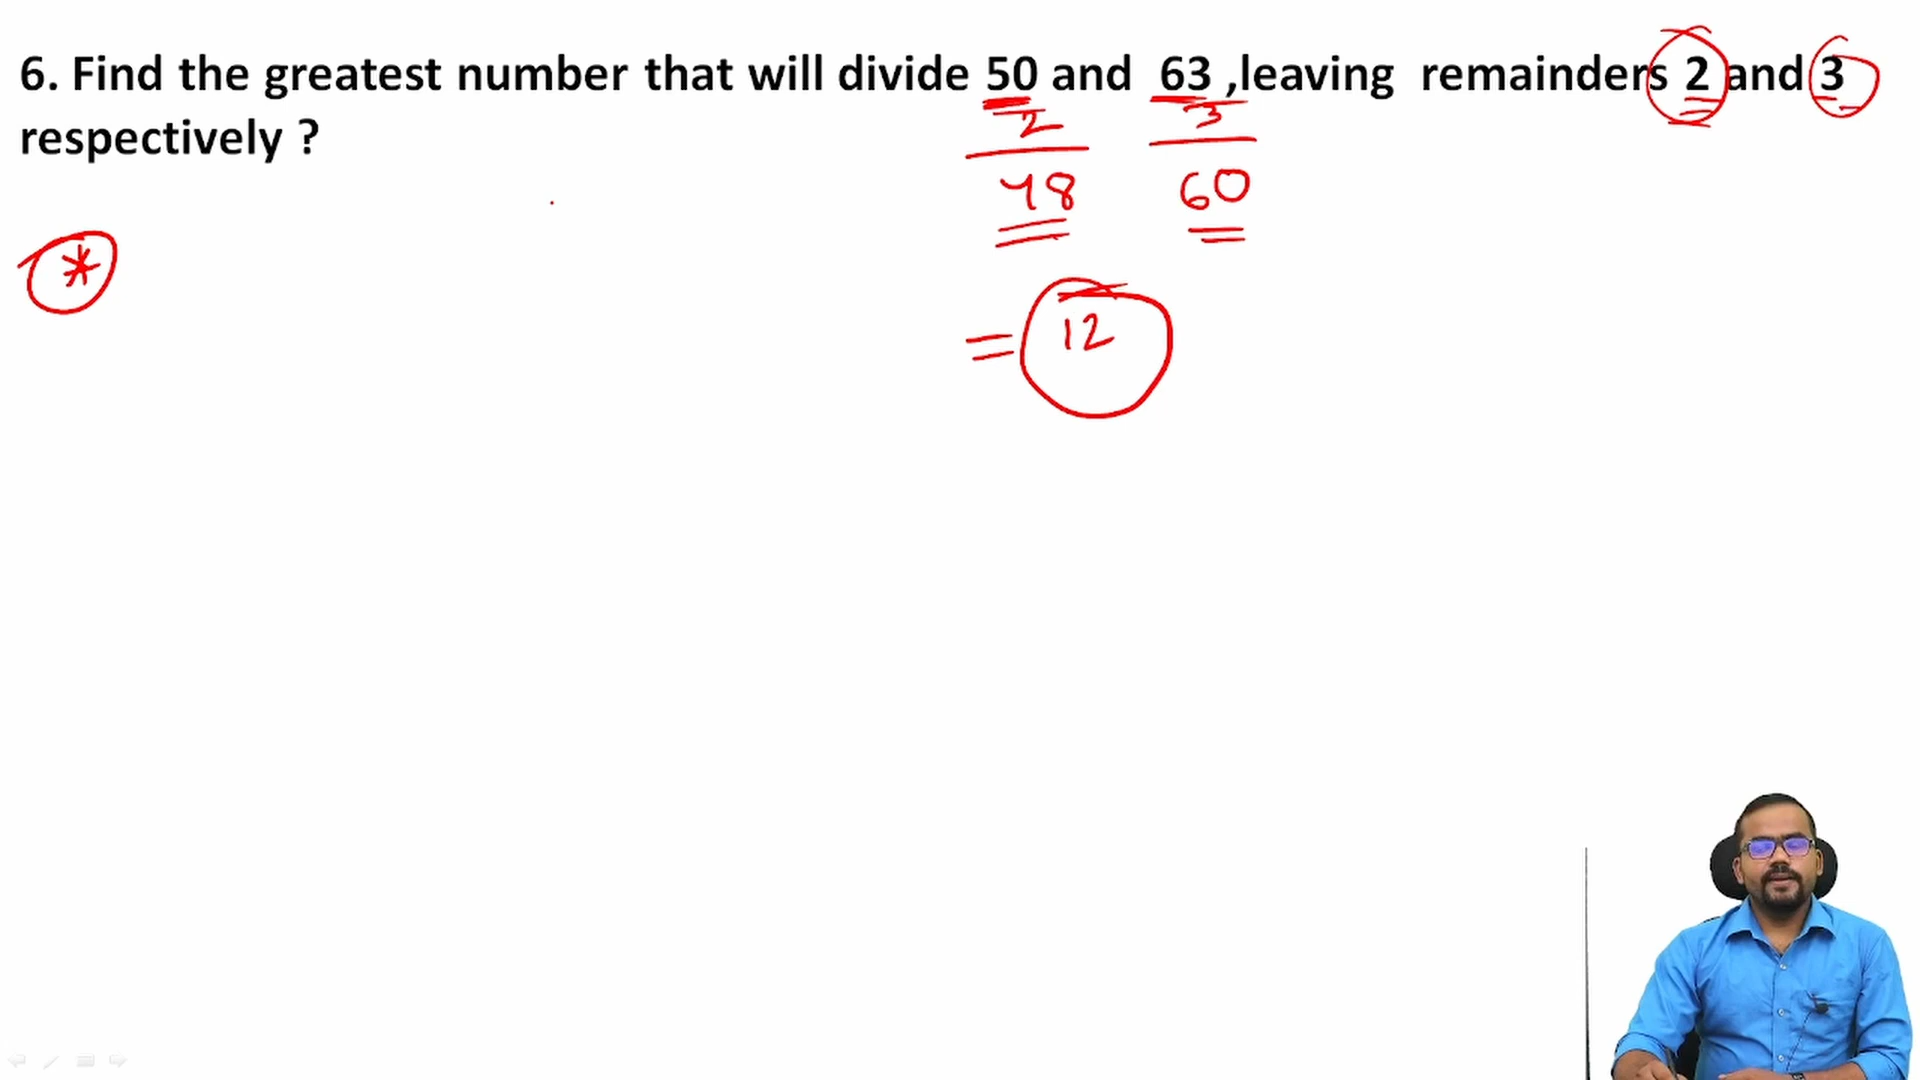 6. Find the greatest number that will divide 50 and 63 ,leaving remainders 2 and 3
respectively ?
2 3
48 60
*
= 12